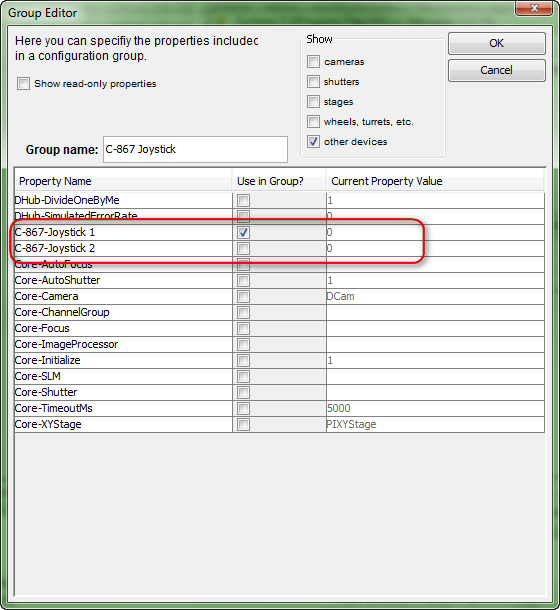 Group Editor
Here you can specifiy the properties included
in a configuration group.
Show read-only properties
Show
cameras
shutters
stages
wheels, turrets, etc.
other devices
OK
Cancel
Group name: C-867 Joystick
Property Name Use in Group? Current Property Value
DHub-DivideOneByMe 1
DHub-SimulatedErrorRate 0
C-867-Joystick 1 0
C-867-Joystick 2 0
Core-AutoFocus
Core-AutoShutter 1
Core-Camera DCam
Core-ChannelGroup
Core-Focus
Core-ImageProcessor
Core-Initialize 1
Core-SLM
Core-Shutter
Core-TimeoutMs 5000
Core-XYStage PIXYStage